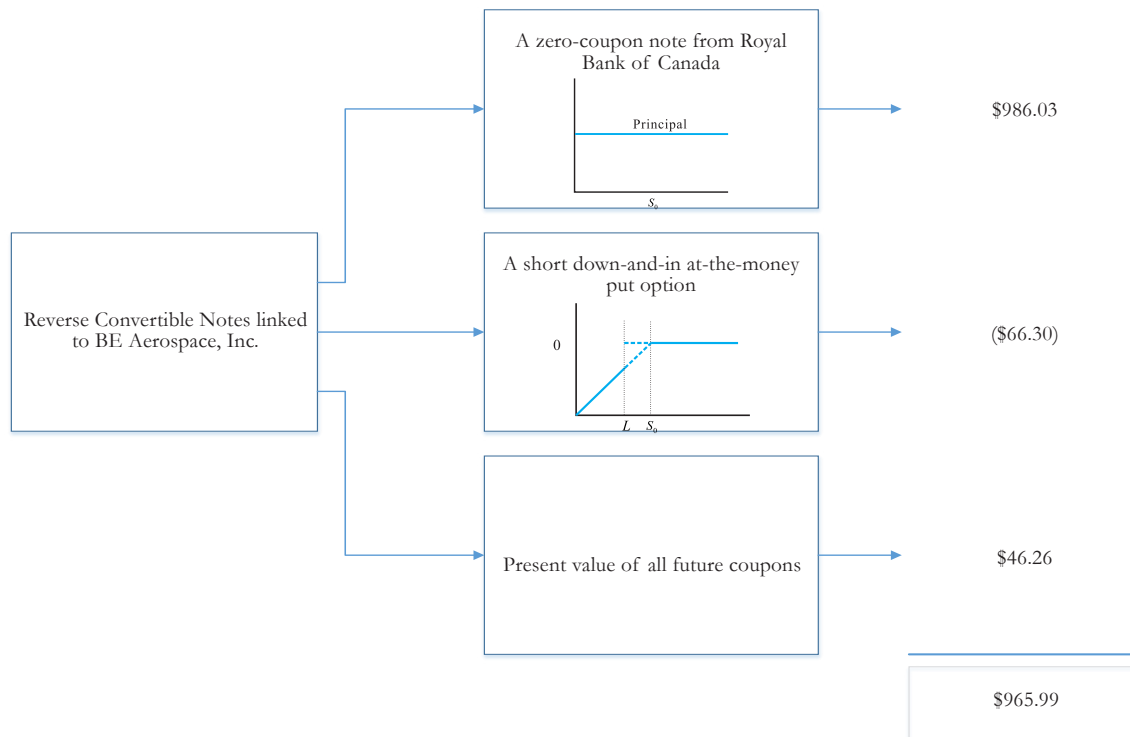 A zero-coupon note from Royal
Bank of Canada
Principal
S₀
$986.03
Reverse Convertible Notes linked
to BE Aerospace, Inc.
A short down-and-in at-the-money
put option
0
L S₀
($66.30)
Present value of all future coupons
$46.26
$965.99